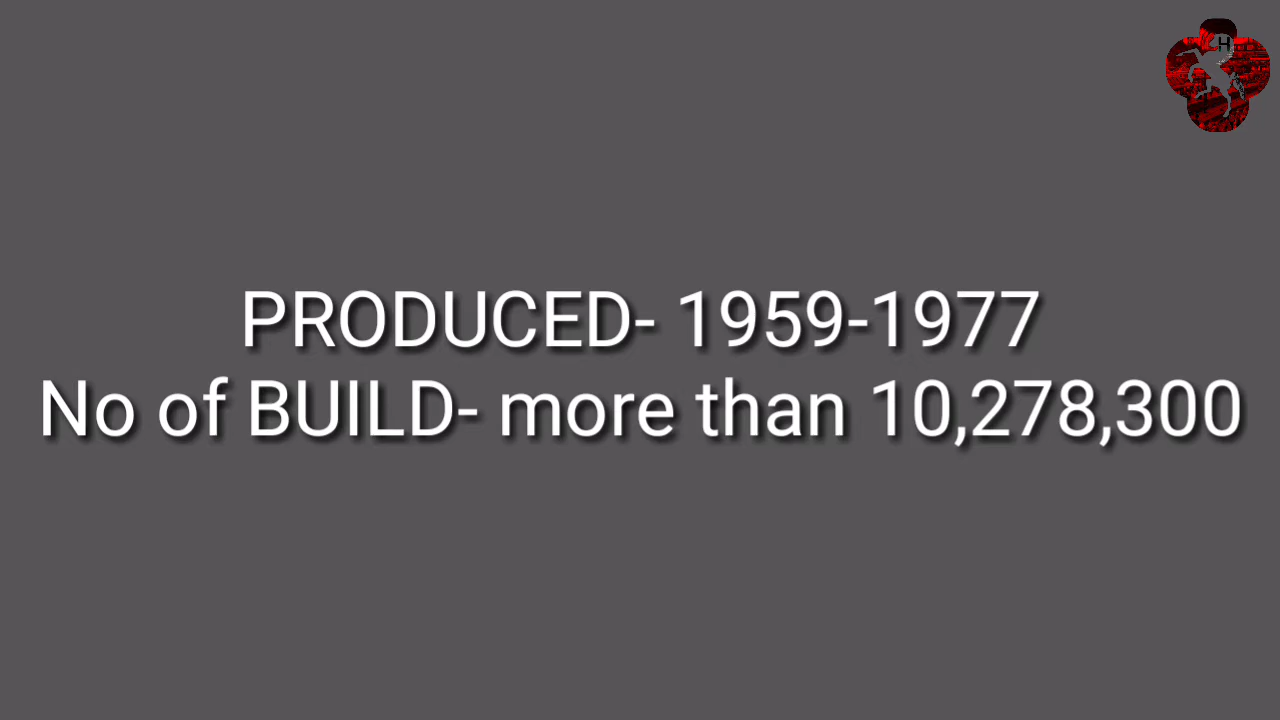 H
PRODUCED- 1959-1977
No of BUILD- more than 10,278,300